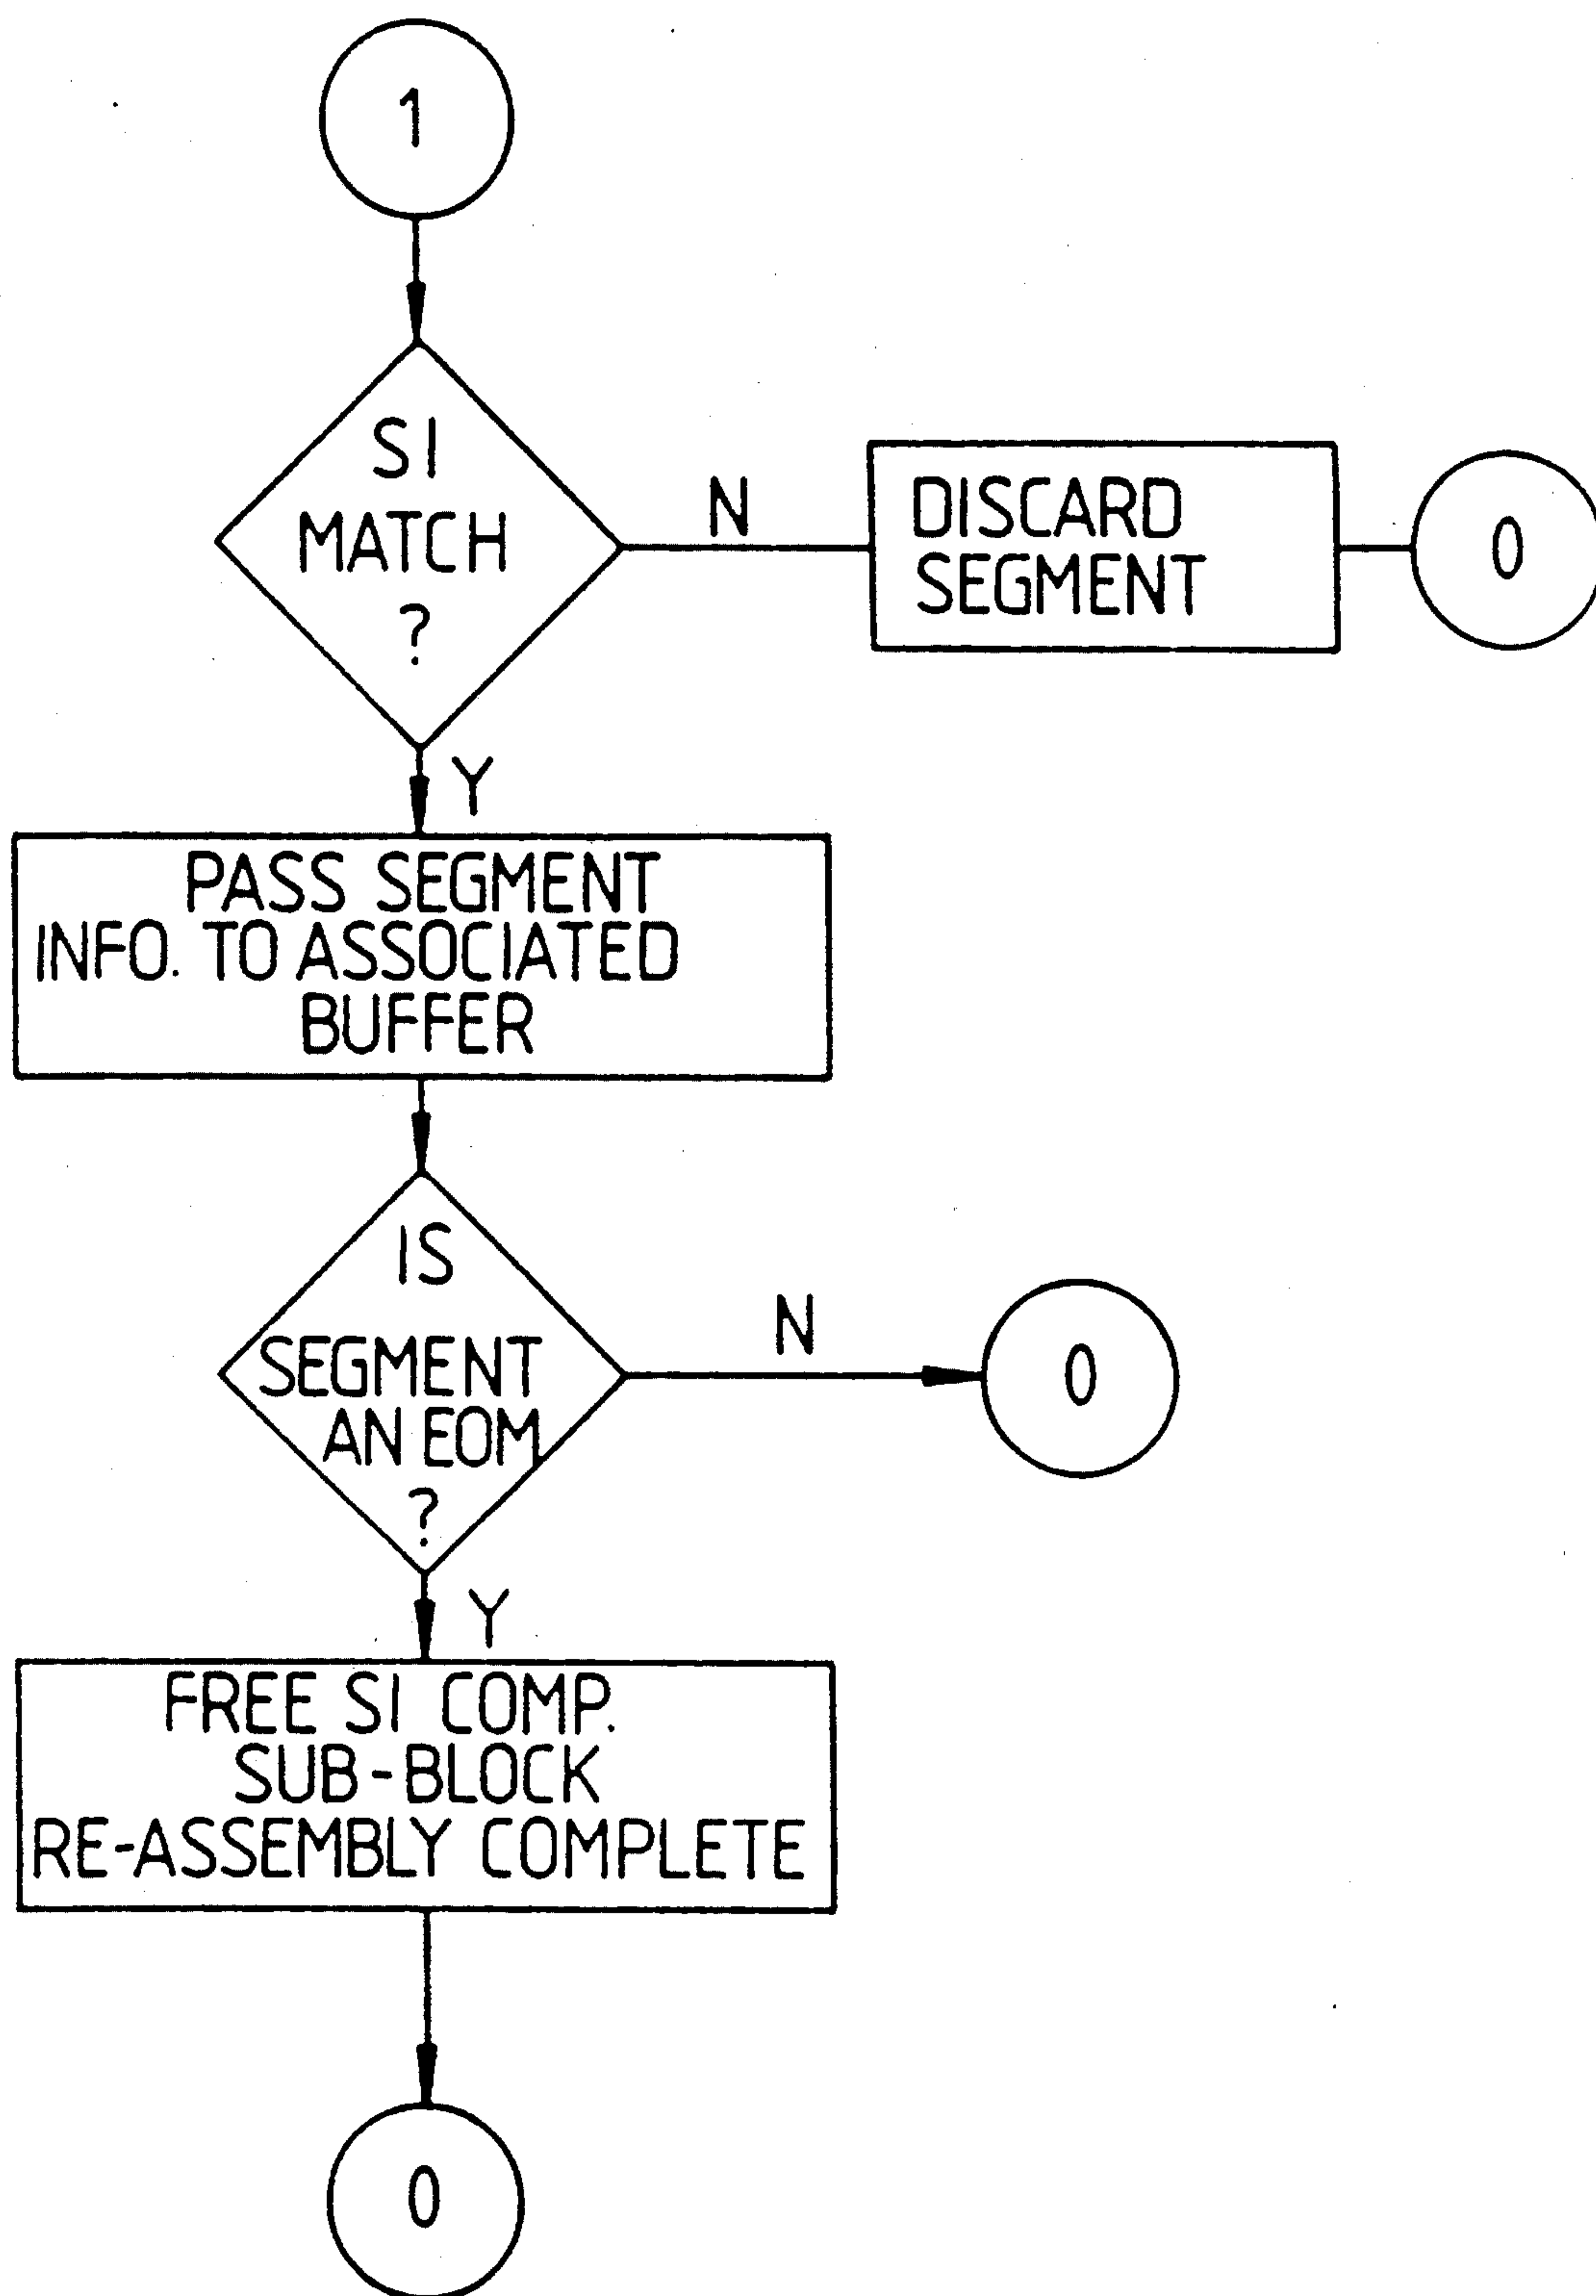 1
SI
MATCH
?
N
DISCARD
SEGMENT
0
Y
PASS SEGMENT
INFO. TO ASSOCIATED
BUFFER
IS
SEGMENT
AN EOM
?
N
0
Y
FREE SI COMP.
SUB-BLOCK
RE-ASSEMBLY COMPLETE
0